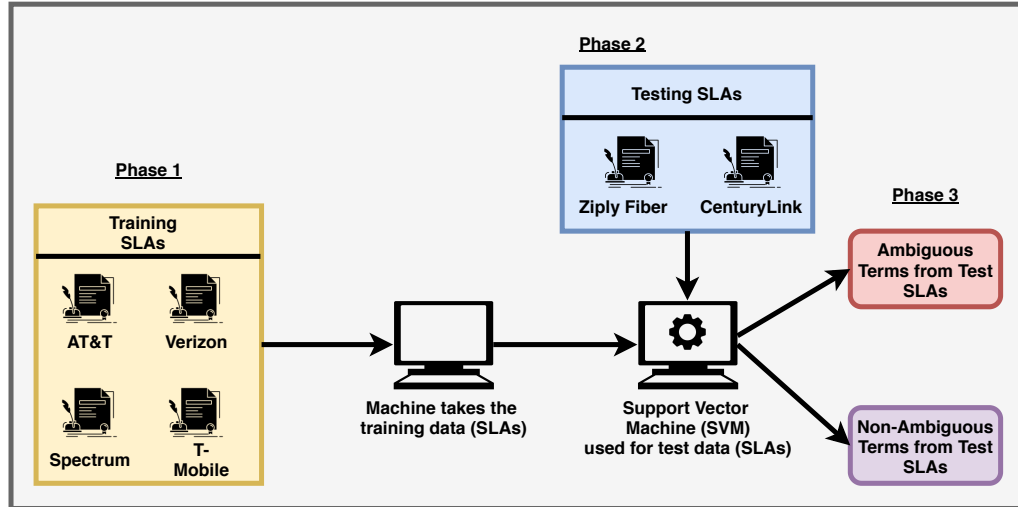 Phase 1
Training
SLAs
AT&T
Verizon
Spectrum
T-
Mobile
Machine takes the
training data (SLAs)
Phase 2
Testing SLAs
Ziply Fiber
CenturyLink
Support Vector
Machine (SVM)
used for test data (SLAs)
Phase 3
Ambiguous
Terms from Test
SLAs
Non-Ambiguous
Terms from Test
SLAs